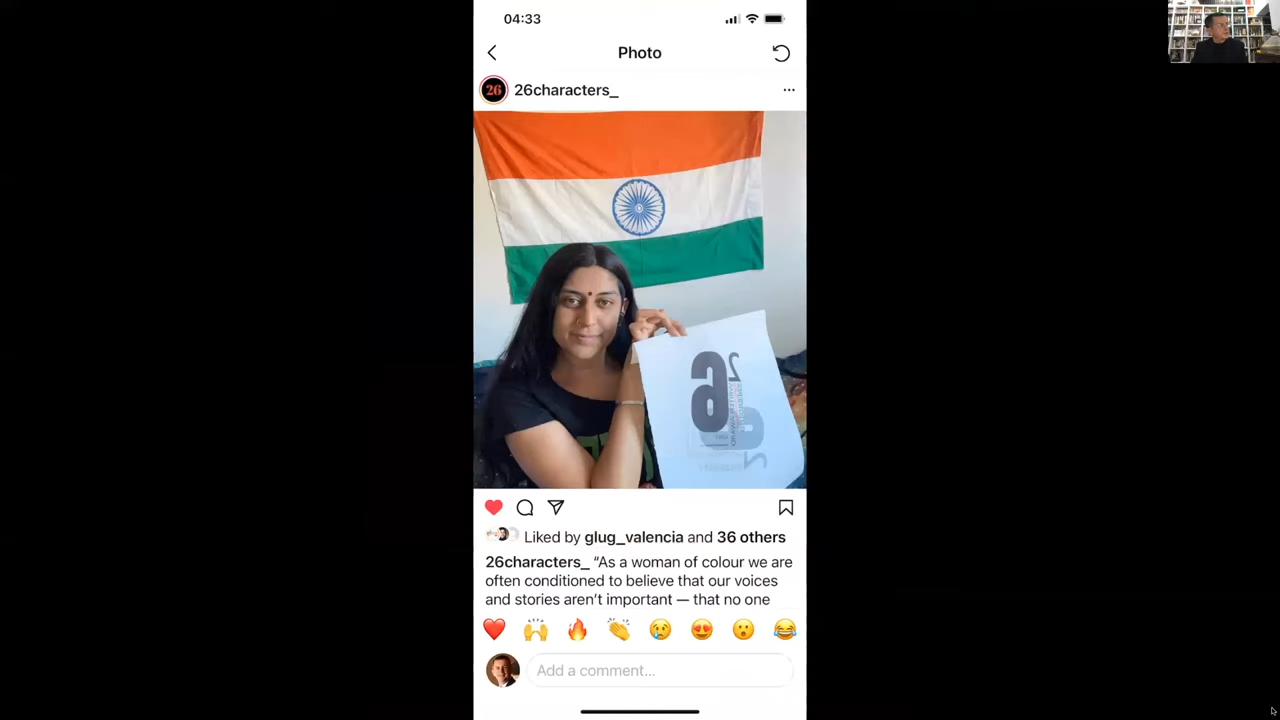 04:33
Photo
26 26characters_
26
Liked by glug_valencia and 36 others
26characters_ “As a woman of colour we are
often conditioned to believe that our voices
and stories aren’t important — that no one
Add a comment...